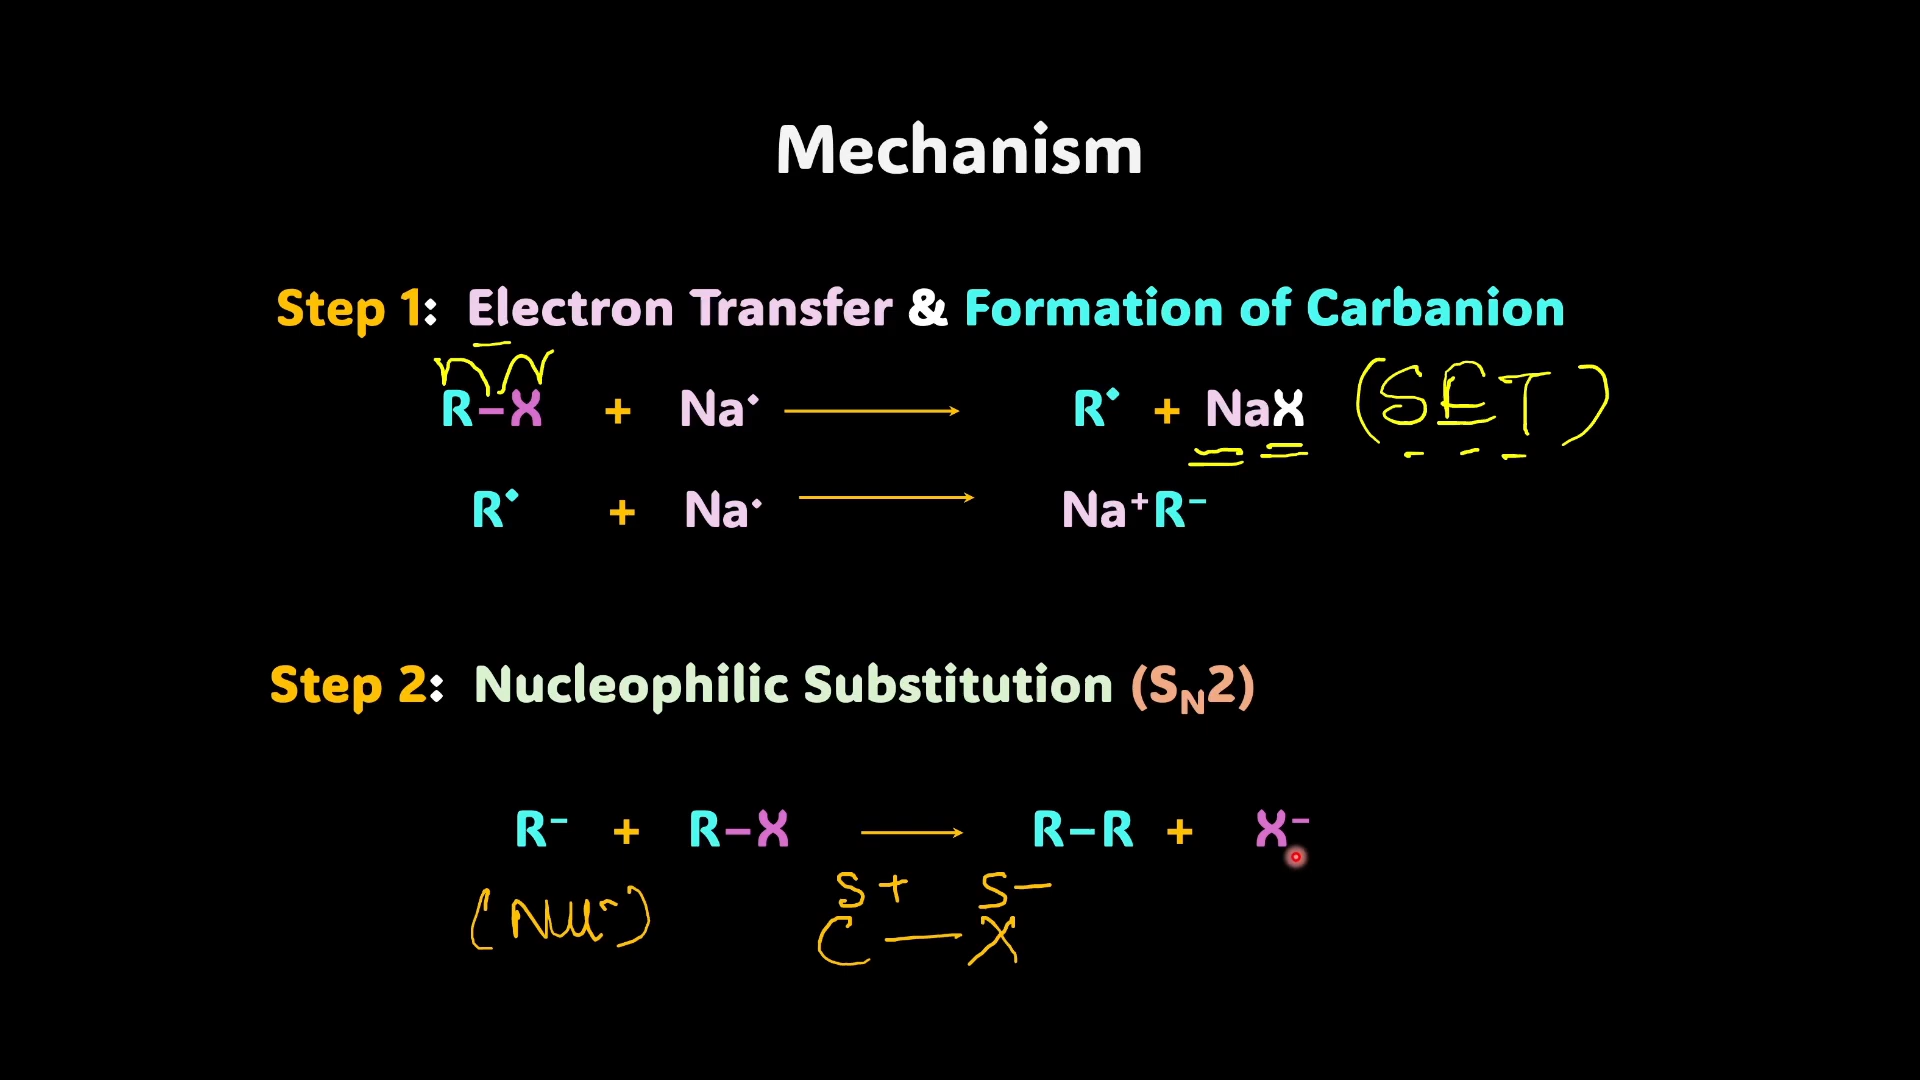 Mechanism
Step 1: Electron Transfer & Formation of Carbanion
R–X + Na• R• + NaX (SET)
R• + Na• Na⁺R⁻
Step 2: Nucleophilic Substitution (Sₙ2)
R⁻ + R–X R–R + X⁻
(Nu⁻) S+ S−
C — X